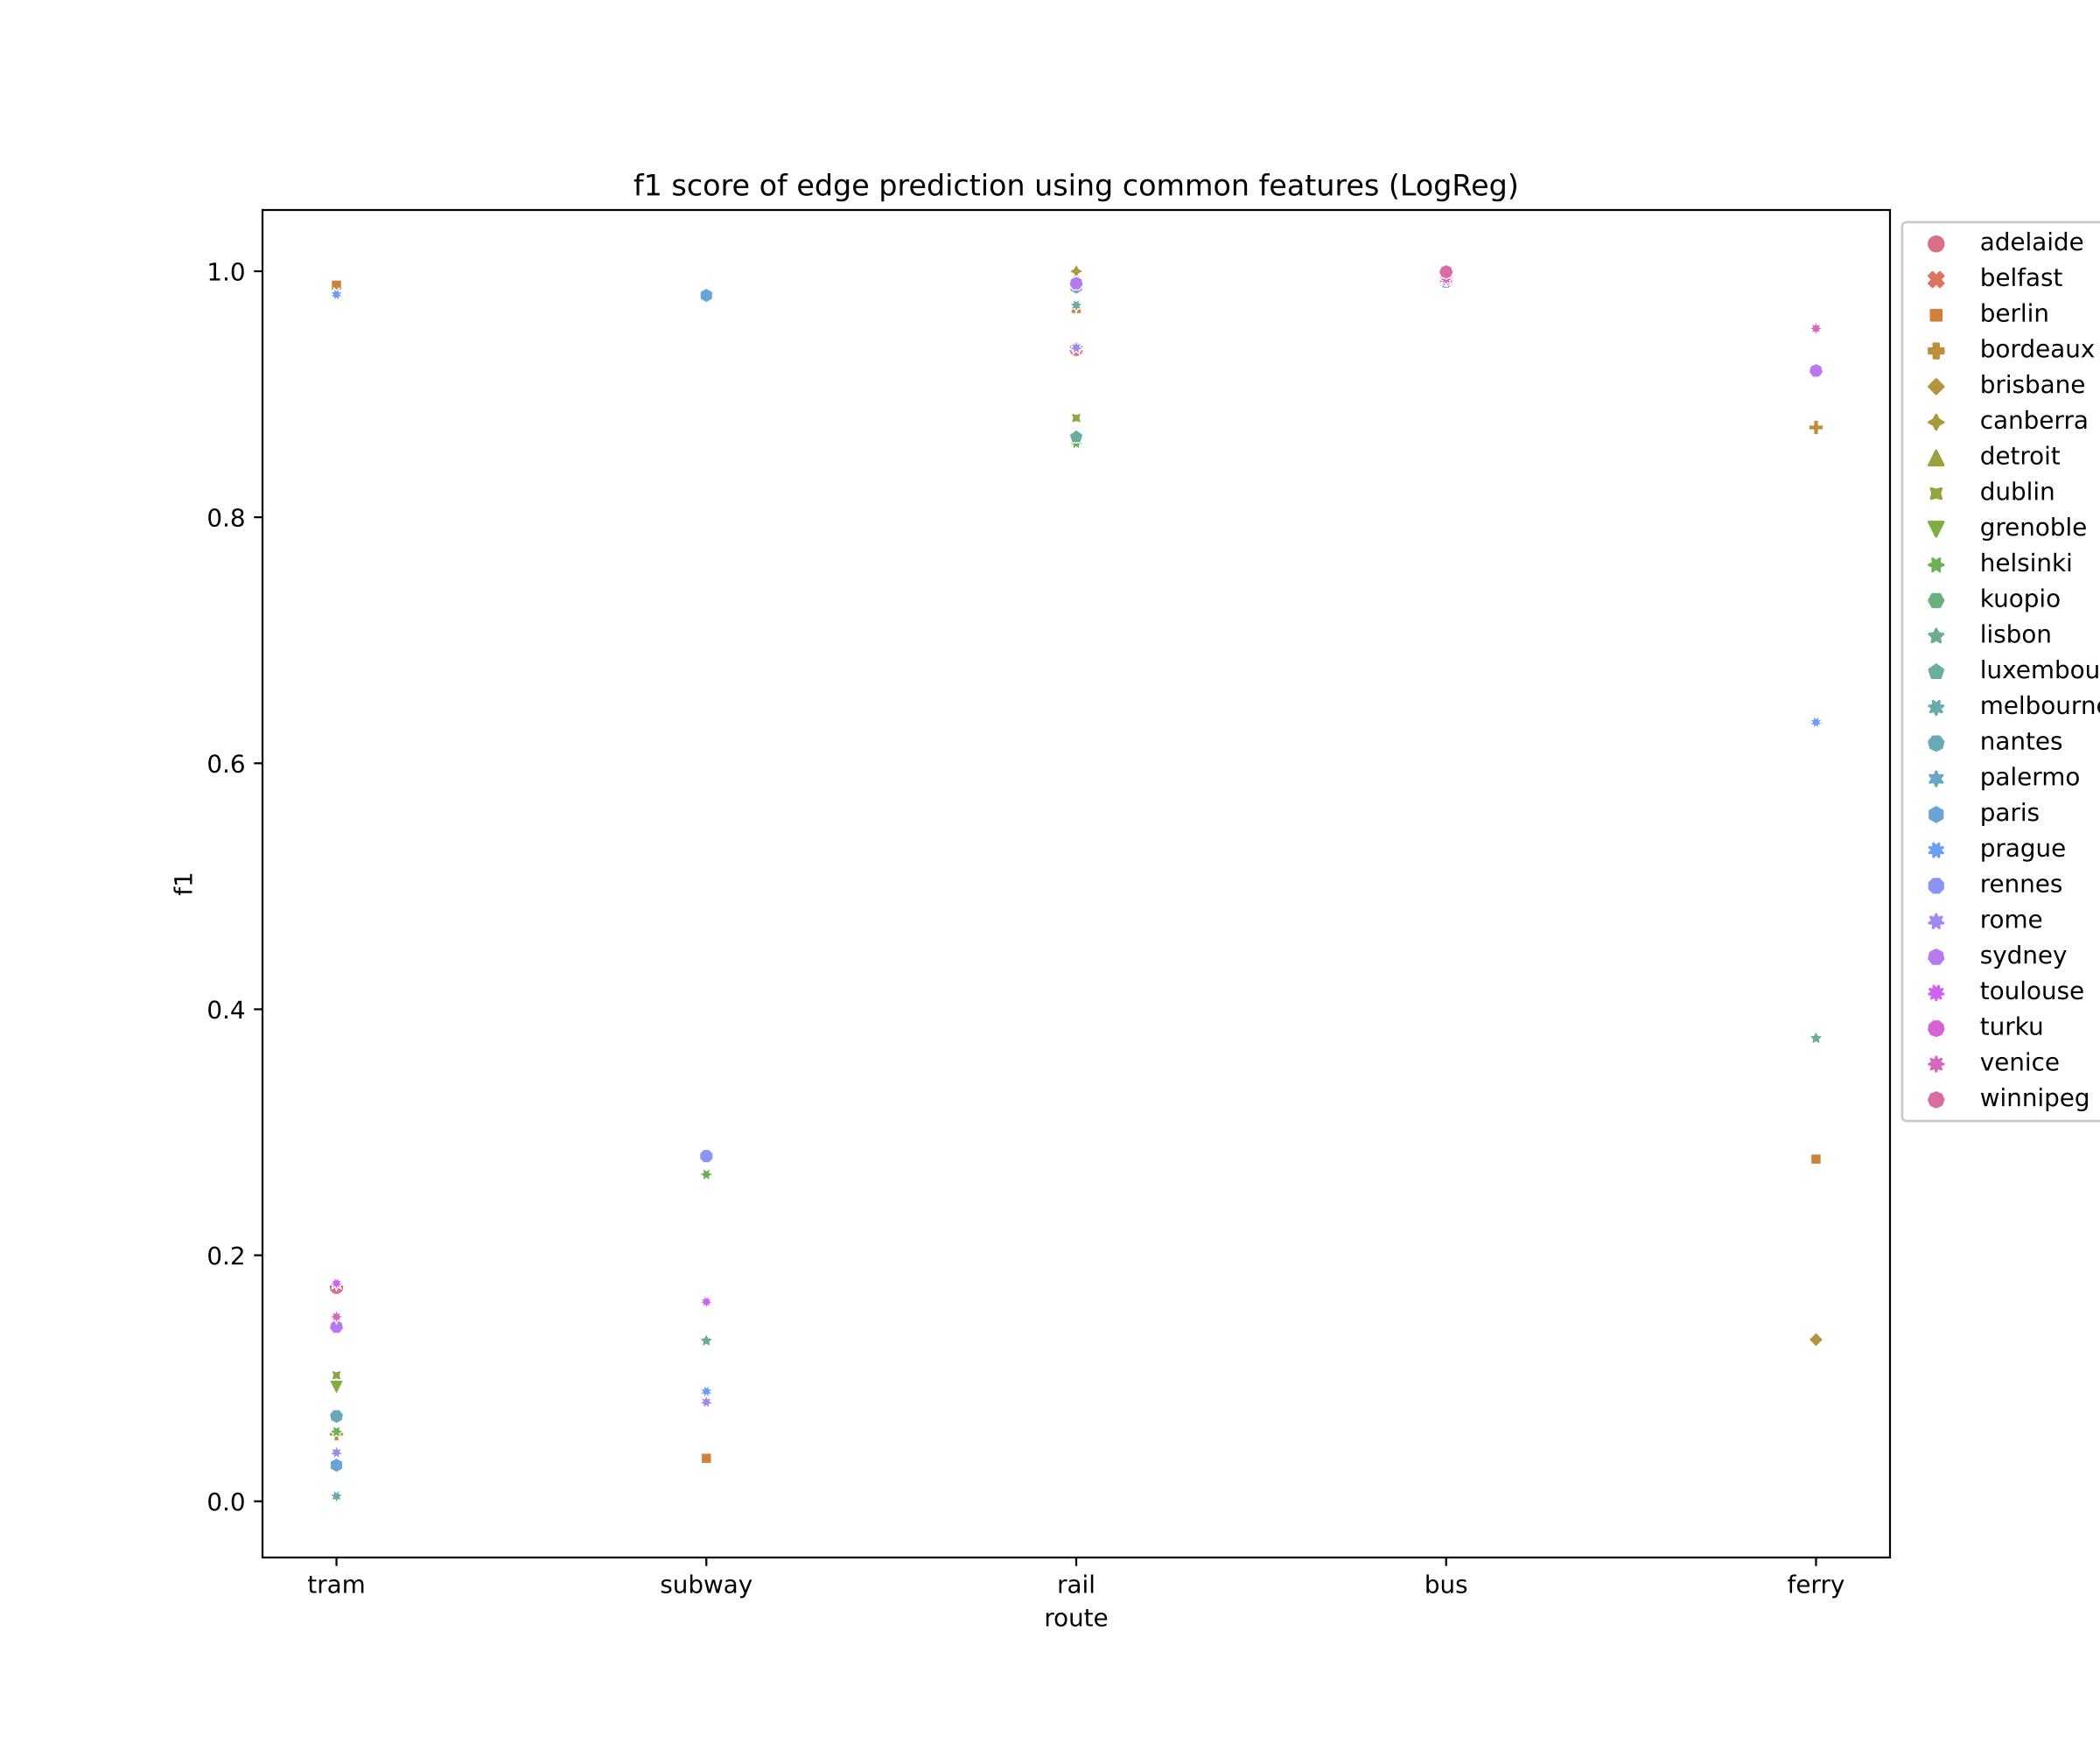 f1 score of edge prediction using common features (LogReg)
1.0
0.8
0.6
0.4
0.2
0.0
f1
tram subway rail bus ferry
route
adelaide
belfast
berlin
bordeaux
brisbane
canberra
detroit
dublin
grenoble
helsinki
kuopio
lisbon
luxembou
melbourne
nantes
palermo
paris
prague
rennes
rome
sydney
toulouse
turku
venice
winnipeg